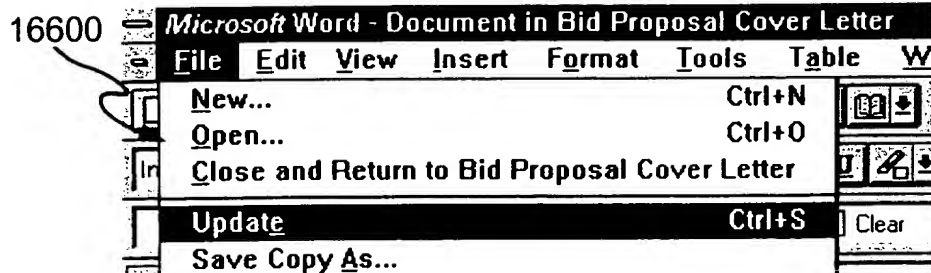 16600
Microsoft Word - Document in Bid Proposal Cover Letter
File Edit View Insert Format Tools Table W
New... Ctrl+N
Open... Ctrl+O
In
Close and Return to Bid Proposal Cover Letter
Update Ctrl+S Clear
Save Copy As...